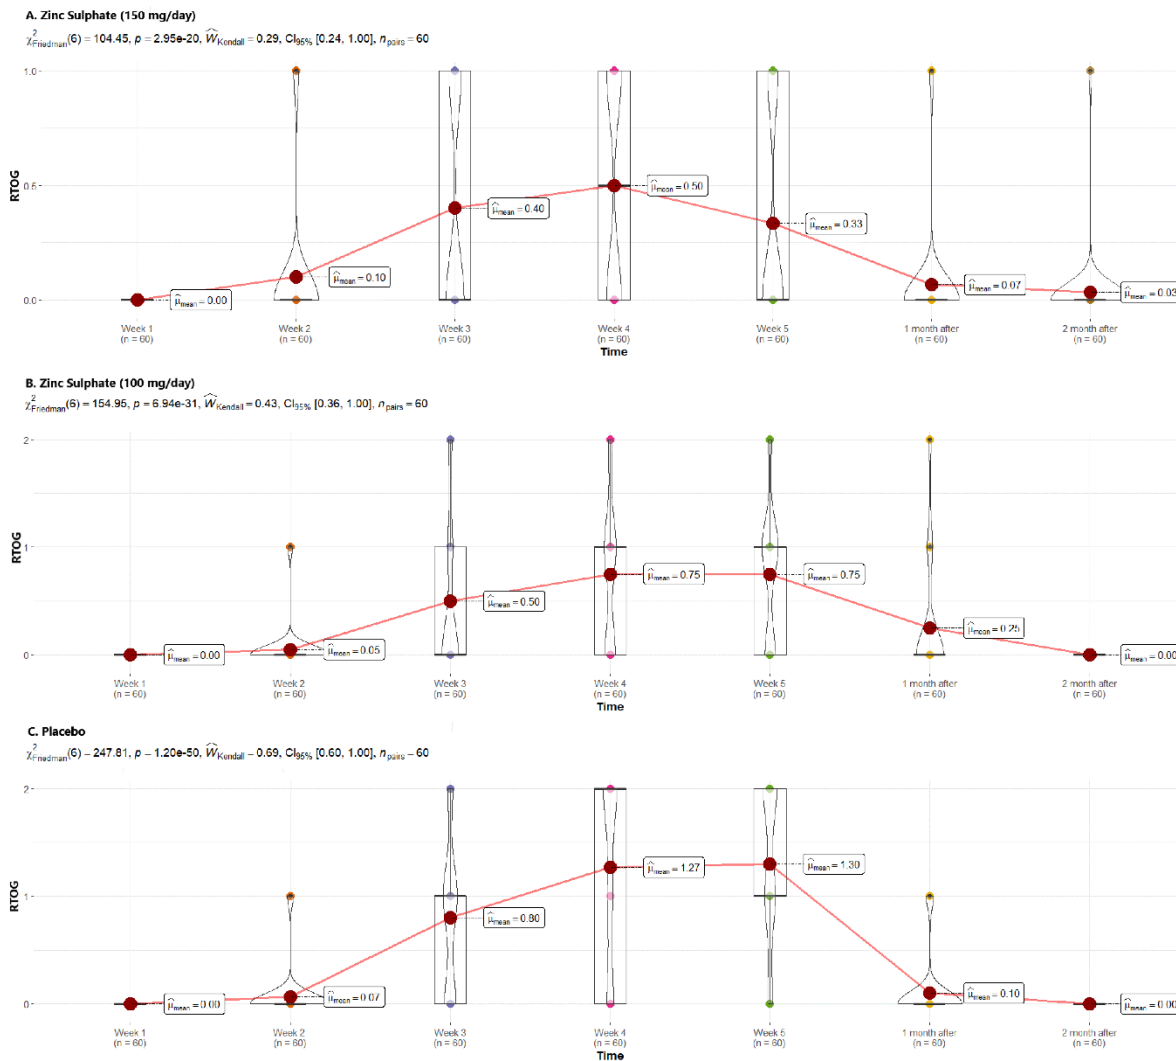 A. Zinc Sulphate (150 mg/day)
χ²Friedman(6) = 104.45, p = 2.95e-20, ŴKendall = 0.29, CI95% [0.24, 1.00], npairs = 60
1.0
0.5
0.0
RTOG
μ̂mean = 0.00
μ̂mean = 0.10
μ̂mean = 0.40
μ̂mean = 0.50
μ̂mean = 0.33
μ̂mean = 0.07
μ̂mean = 0.03
Week 1 Week 2 Week 3 Week 4 Week 5 1 month after 2 month after
(n = 60) (n = 60) (n = 60) (n = 60) (n = 60) (n = 60) (n = 60)
Time
B. Zinc Sulphate (100 mg/day)
χ²Friedman(6) = 154.95, p = 6.94e-31, ŴKendall = 0.43, CI95% [0.36, 1.00], npairs = 60
2
1
0
RTOG
μ̂mean = 0.00
μ̂mean = 0.05
μ̂mean = 0.50
μ̂mean = 0.75
μ̂mean = 0.75
μ̂mean = 0.25
μ̂mean = 0.00
Week 1 Week 2 Week 3 Week 4 Week 5 1 month after 2 month after
(n = 60) (n = 60) (n = 60) (n = 60) (n = 60) (n = 60) (n = 60)
Time
C. Placebo
χ²Friedman(6) = 247.81, p = 1.20e-50, ŴKendall = 0.69, CI95% [0.60, 1.00], npairs = 60
2
1
0
RTOG
μ̂mean = 0.00
μ̂mean = 0.07
μ̂mean = 0.80
μ̂mean = 1.27
μ̂mean = 1.30
μ̂mean = 0.10
μ̂mean = 0.00
Week 1 Week 2 Week 3 Week 4 Week 5 1 month after 2 month after
(n = 60) (n = 60) (n = 60) (n = 60) (n = 60) (n = 60) (n = 60)
Time